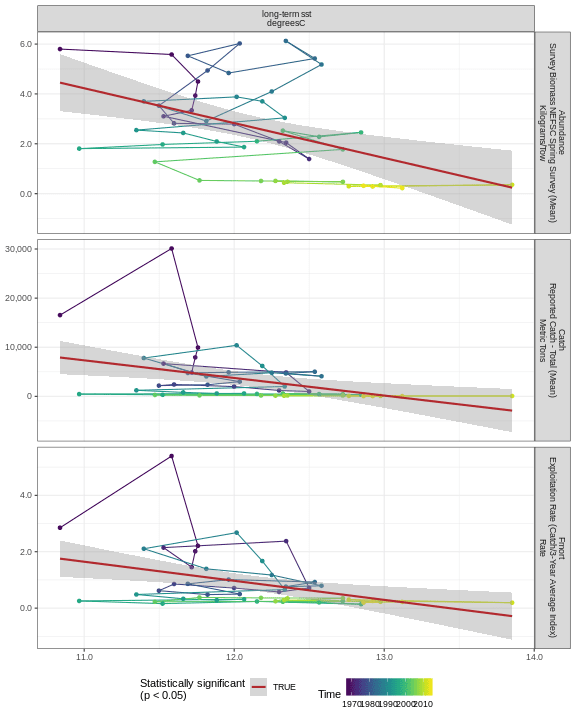 long-term sst
degreesC
6.0
4.0
2.0
0.0
Abundance
Survey Biomass NEFSC Spring Survey (Mean)
Kilograms/Tow
30,000
20,000
10,000
0
Catch
Reported Catch - Total (Mean)
Metric Tons
4.0
2.0
0.0
Fmort
Exploitation Rate (Catch/3-Year Average Index)
Rate
11.0 12.0 13.0 14.0
Statistically significant
(p < 0.05)
TRUE
Time
1970 1980 1990 2000 2010